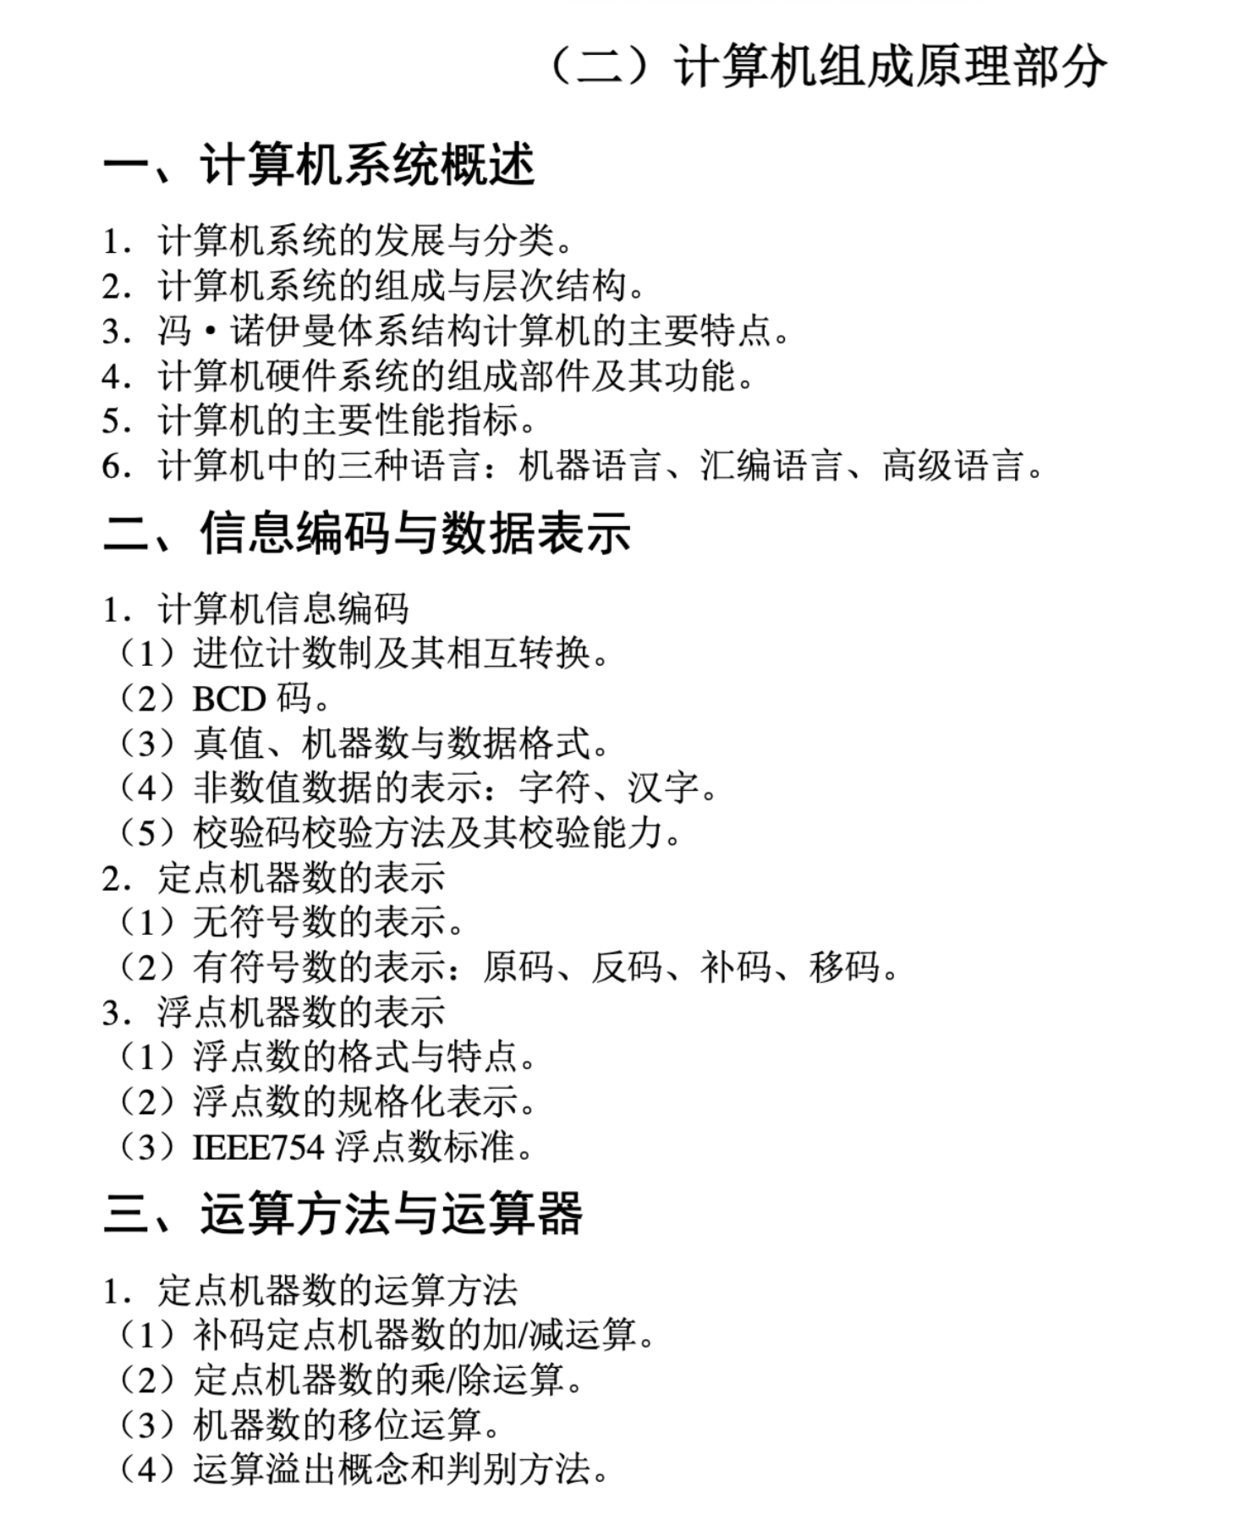 （二）计算机组成原理部分
一、计算机系统概述
1．计算机系统的发展与分类。
2．计算机系统的组成与层次结构。
3．冯·诺伊曼体系结构计算机的主要特点。
4．计算机硬件系统的组成部件及其功能。
5．计算机的主要性能指标。
6．计算机中的三种语言：机器语言、汇编语言、高级语言。
二、信息编码与数据表示
1．计算机信息编码
（1）进位计数制及其相互转换。
（2）BCD 码。
（3）真值、机器数与数据格式。
（4）非数值数据的表示：字符、汉字。
（5）校验码校验方法及其校验能力。
2．定点机器数的表示
（1）无符号数的表示。
（2）有符号数的表示：原码、反码、补码、移码。
3．浮点机器数的表示
（1）浮点数的格式与特点。
（2）浮点数的规格化表示。
（3）IEEE754 浮点数标准。
三、运算方法与运算器
1．定点机器数的运算方法
（1）补码定点机器数的加/减运算。
（2）定点机器数的乘/除运算。
（3）机器数的移位运算。
（4）运算溢出概念和判别方法。